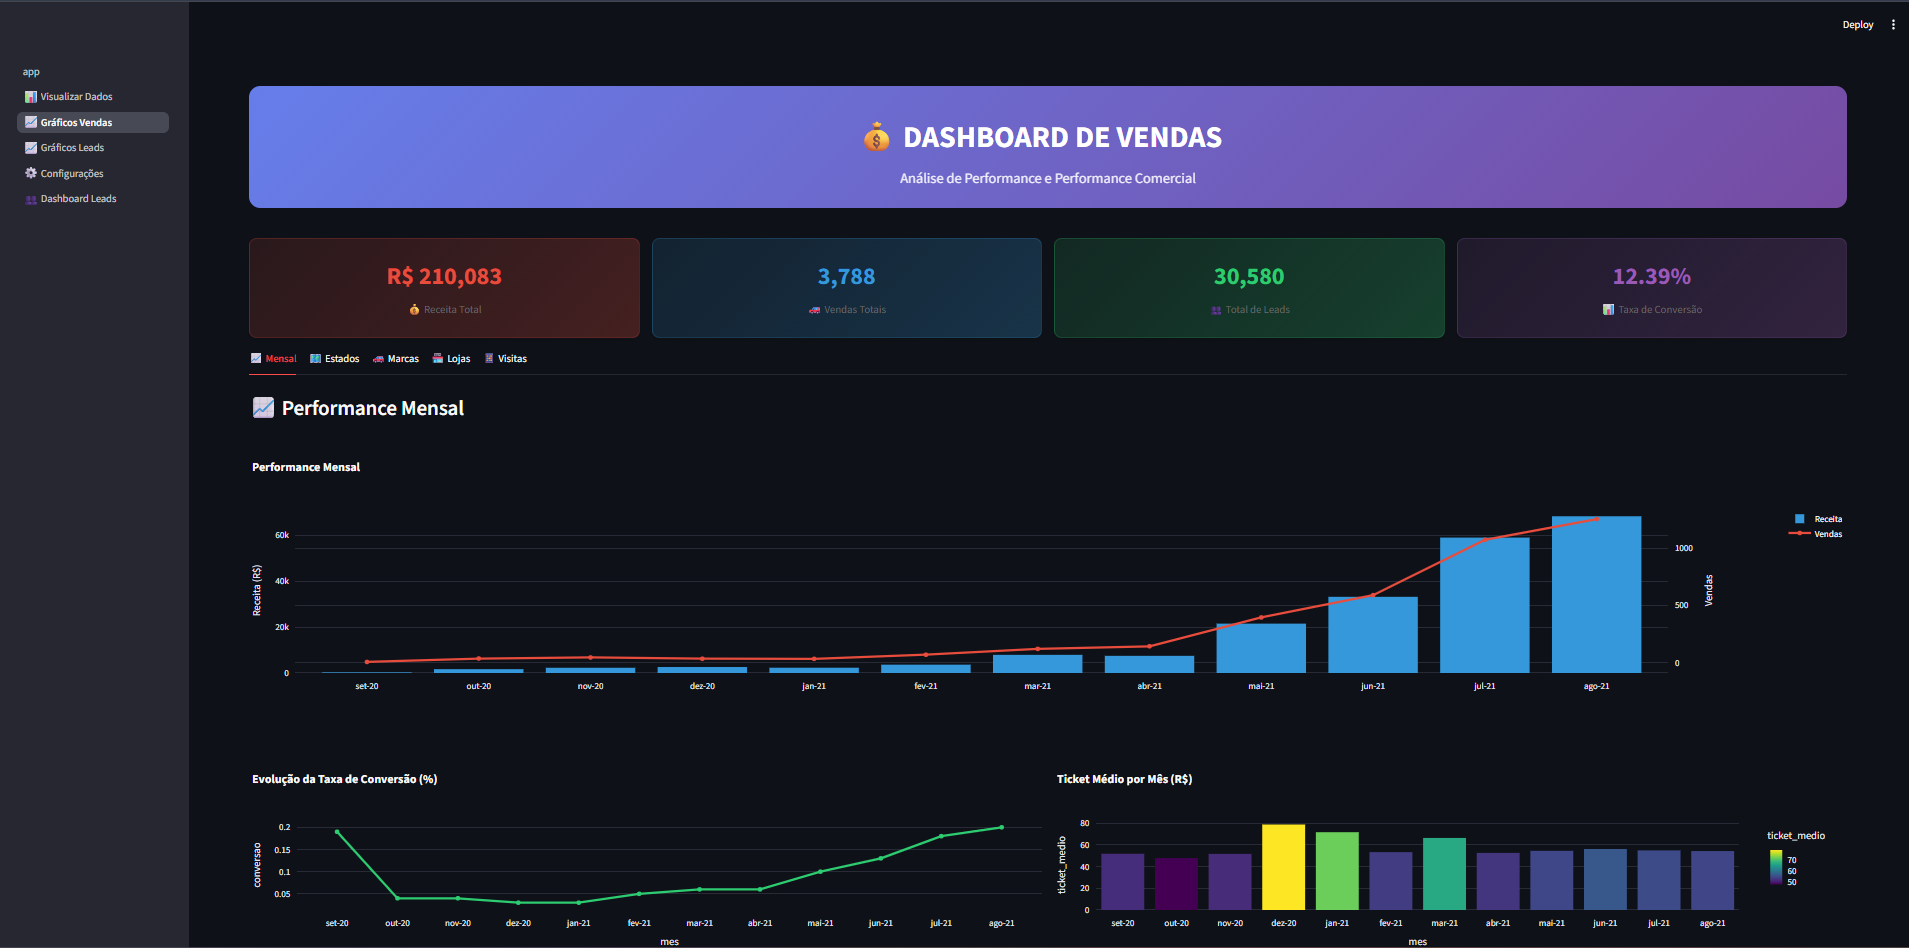 Deploy
app
Visualizar Dados
Gráficos Vendas
Gráficos Leads
Configurações
Dashboard Leads
DASHBOARD DE VENDAS
Análise de Performance e Performance Comercial
R$ 210,083
Receita Total
3,788
Vendas Totais
30,580
Total de Leads
12.39%
Taxa de Conversão
Mensal Estados Marcas Lojas Visitas
Performance Mensal
Performance Mensal
Receita (R$)
60k
40k
20k
0
1000
500
0
Vendas
Receita
Vendas
set-20 out-20 nov-20 dez-20 jan-21 fev-21 mar-21 abr-21 mai-21 jun-21 jul-21 ago-21
Evolução da Taxa de Conversão (%)
conversao
0.2
0.15
0.1
0.05
set-20 out-20 nov-20 dez-20 jan-21 fev-21 mar-21 abr-21 mai-21 jun-21 jul-21 ago-21
mes
Ticket Médio por Mês (R$)
ticket_medio
80
60
40
20
0
set-20 out-20 nov-20 dez-20 jan-21 fev-21 mar-21 abr-21 mai-21 jun-21 jul-21 ago-21
mes
ticket_medio
70
60
50